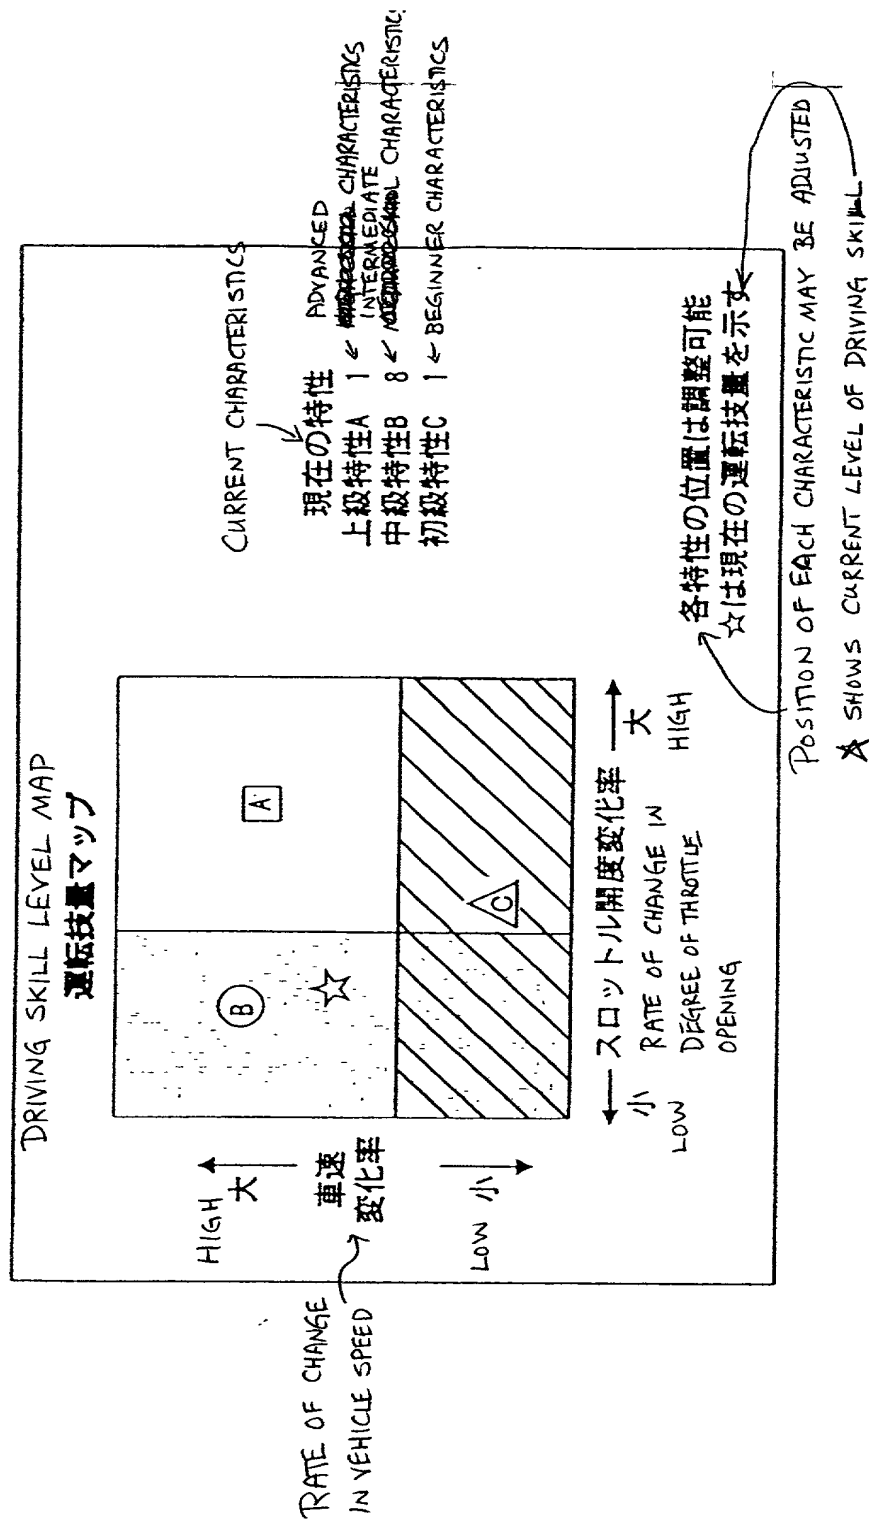 DRIVING SKILL LEVEL MAP
運転技量マップ
HIGH
大
車速
変化率
LOW 小
RATE OF CHANGE
IN VEHICLE SPEED
B
A
C
←スロットル開度変化率→
小
大
LOW
RATE OF CHANGE IN
DEGREE OF THROTTLE
OPENING
HIGH
CURRENT CHARACTERISTICS
現在の特性
ADVANCED
上級特性A 1 ← CHARACTERISTICS
INTERMEDIATE
中級特性B 8 ← CHARACTERISTICS
初級特性C 1 ← BEGINNER CHARACTERISTICS
各特性の位置は調整可能
☆は現在の運転技量を示す
POSITION OF EACH CHARACTERISTIC MAY BE ADJUSTED
☆ SHOWS CURRENT LEVEL OF DRIVING SKILL